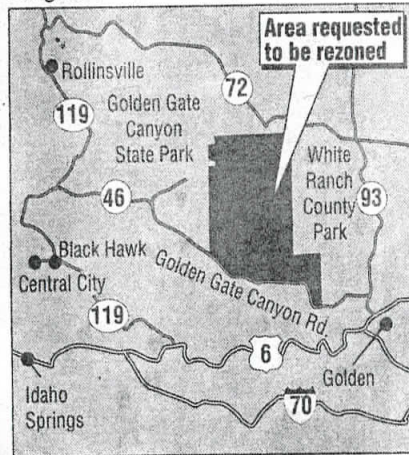 Area requested
to be rezoned
Rollinsville
72
119
Golden Gate
Canyon
State Park
White
Ranch
County
Park
93
46
Black Hawk
Central City
Golden Gate Canyon Rd.
119
6
Golden
Idaho
Springs
70